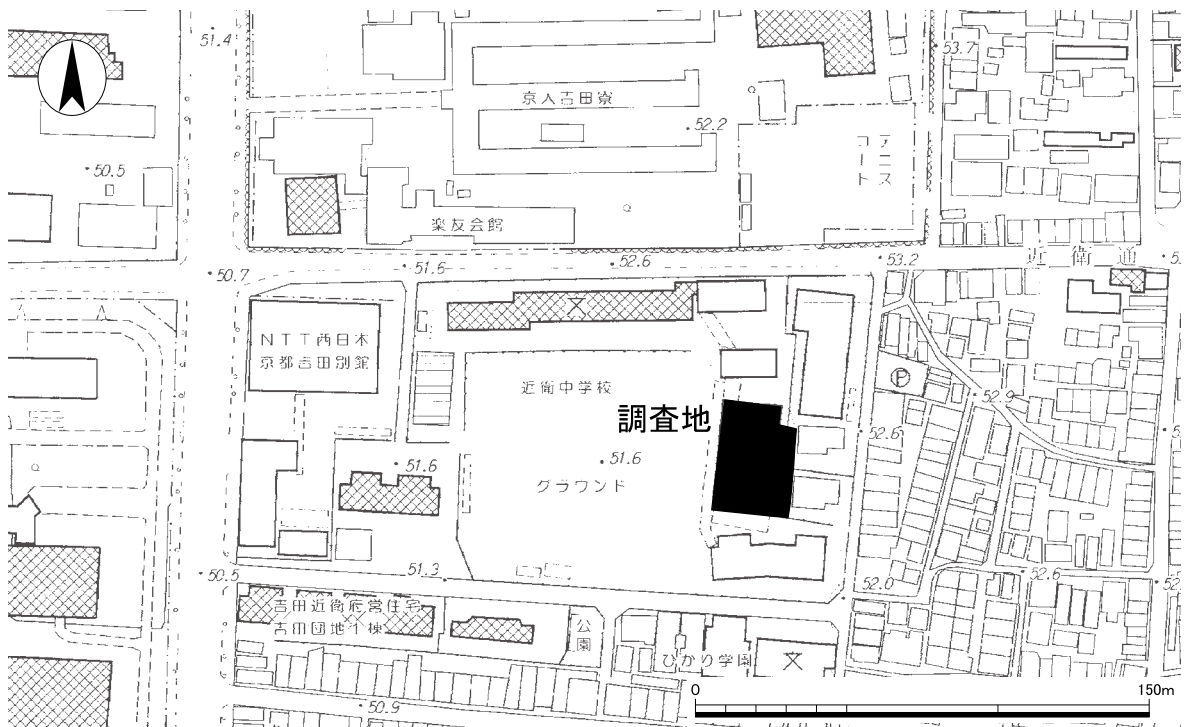 51.4
53.7
京大吉田寮
52.2
テニス
コート
50.5
楽友会館
近衛通
50.7
51.6
52.6
53.2
NTT西日本
京都吉田別館
近衛中学校
P
52.9
調査地
52.6
51.6
51.6
グラウンド
50.5
51.3
52.0
52.6
吉田近衛府営住宅
吉田団地1棟
公園
ひかり学園
50.9
0
150m